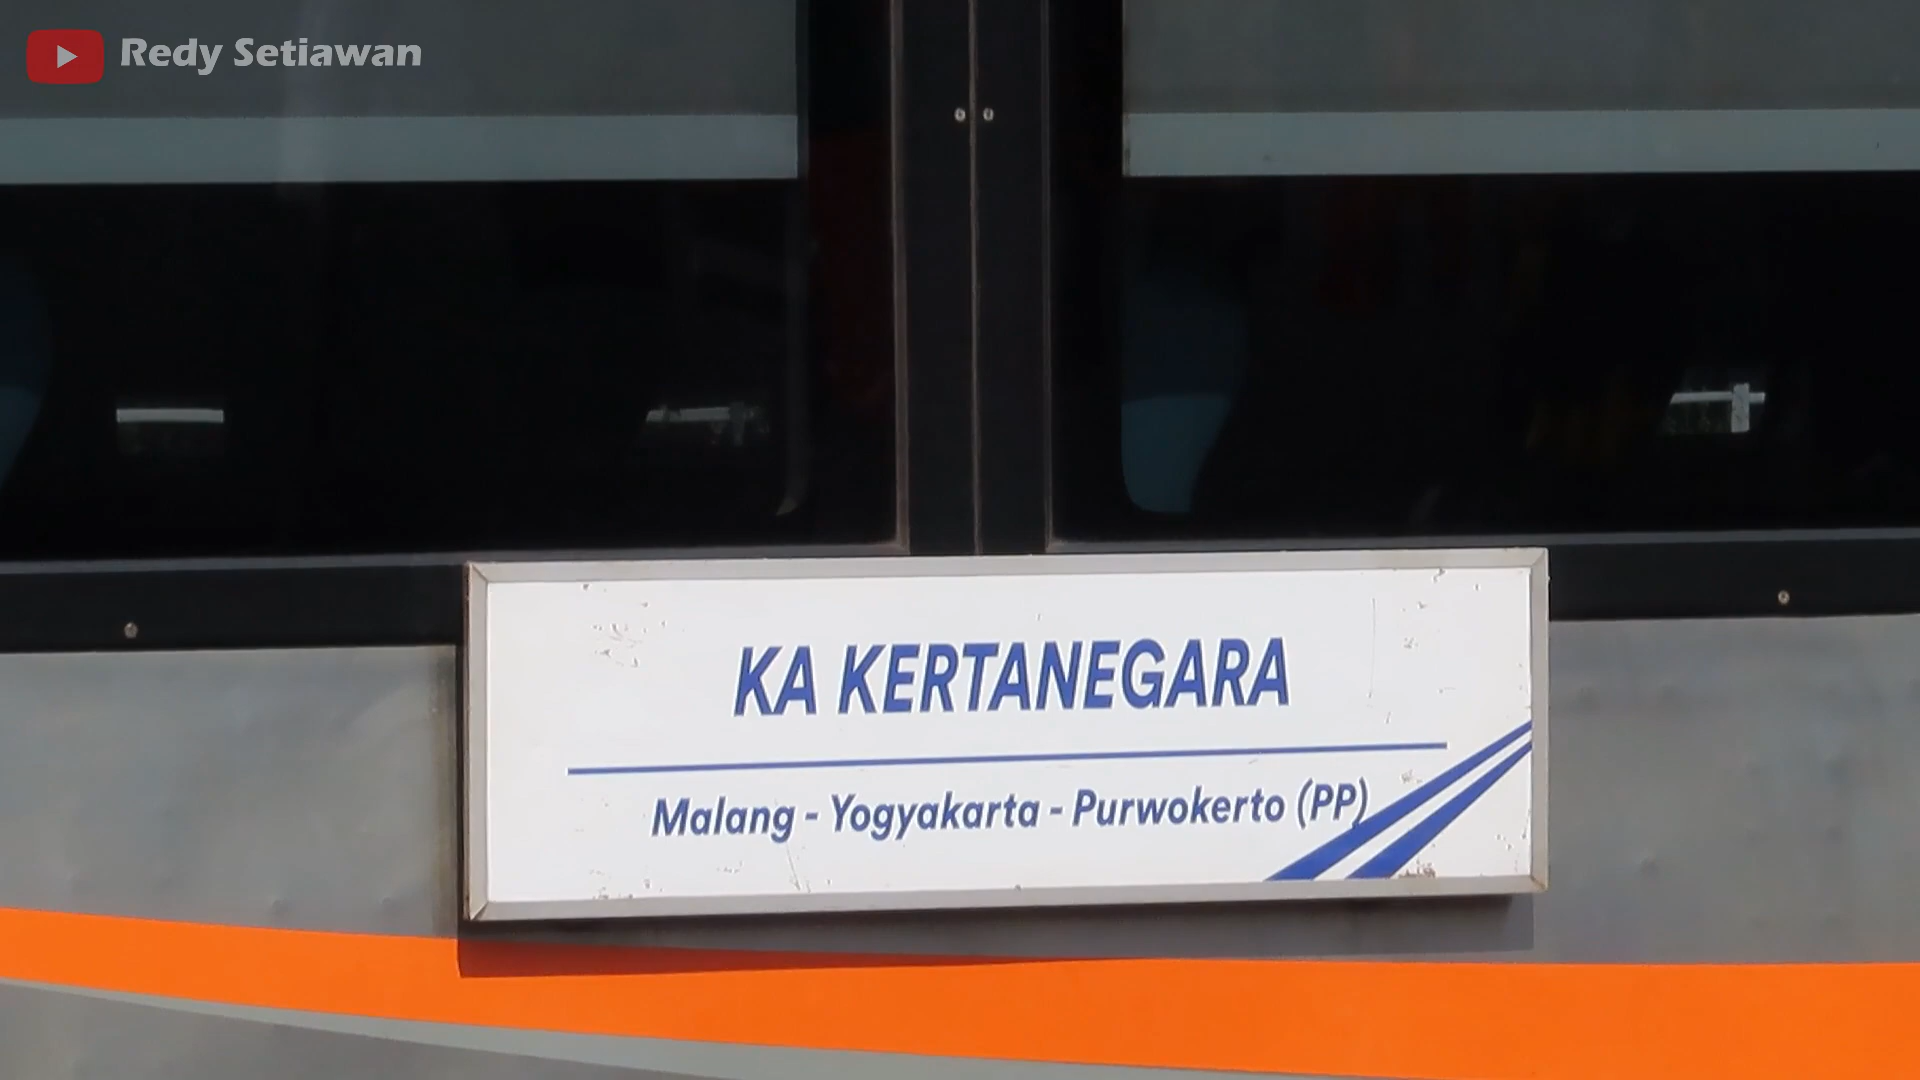 Redy Setiawan
KA KERTANEGARA
Malang - Yogyakarta - Purwokerto (PP)